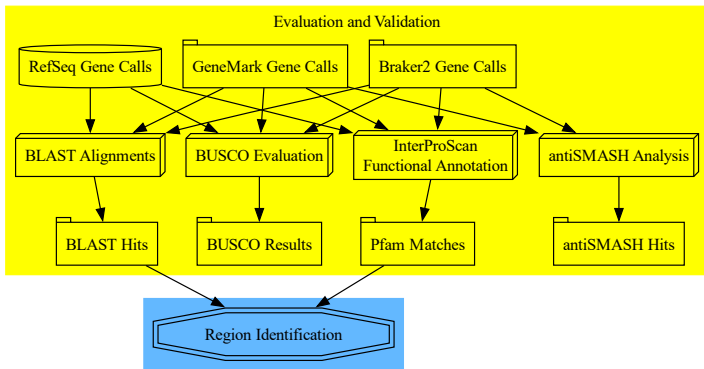 Evaluation and Validation
RefSeq Gene Calls
GeneMark Gene Calls
Braker2 Gene Calls
BLAST Alignments
BUSCO Evaluation
InterProScan
Functional Annotation
antiSMASH Analysis
BLAST Hits
BUSCO Results
Pfam Matches
antiSMASH Hits
Region Identification